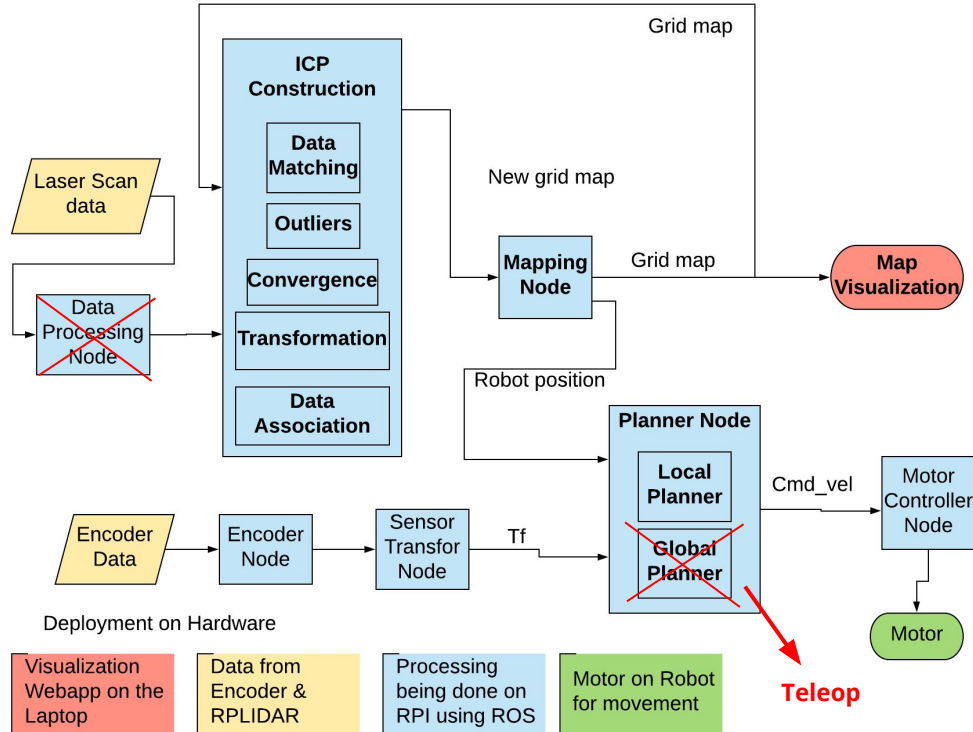 Grid map
ICP
Construction
Data
Matching
Outliers
Convergence
Transformation
Data
Association
Laser Scan
data
Data
Processing
Node
New grid map
Mapping
Node
Grid map
Map
Visualization
Robot position
Planner Node
Local
Planner
Global
Planner
Cmd_vel
Motor
Controller
Node
Encoder
Data
Encoder
Node
Sensor
Transfor
Node
Tf
Motor
Teleop
Deployment on Hardware
Visualization
Webapp on the
Laptop
Data from
Encoder &
RPLIDAR
Processing
being done on
RPI using ROS
Motor on Robot
for movement